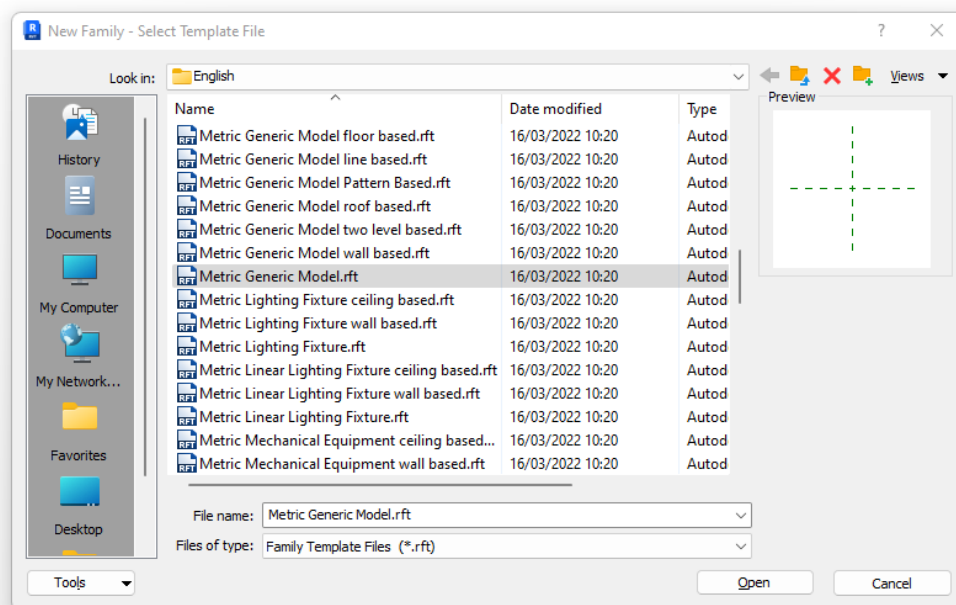 New Family - Select Template File
Look in: English Views
Preview
Name Date modified Type
Metric Generic Model floor based.rft 16/03/2022 10:20 Autod
Metric Generic Model line based.rft 16/03/2022 10:20 Autod
Metric Generic Model Pattern Based.rft 16/03/2022 10:20 Autod
Metric Generic Model roof based.rft 16/03/2022 10:20 Autod
Metric Generic Model two level based.rft 16/03/2022 10:20 Autod
Metric Generic Model wall based.rft 16/03/2022 10:20 Autod
Metric Generic Model.rft 16/03/2022 10:20 Autod
Metric Lighting Fixture ceiling based.rft 16/03/2022 10:20 Autod
Metric Lighting Fixture wall based.rft 16/03/2022 10:20 Autod
Metric Lighting Fixture.rft 16/03/2022 10:20 Autod
Metric Linear Lighting Fixture ceiling based.rft 16/03/2022 10:20 Autod
Metric Linear Lighting Fixture wall based.rft 16/03/2022 10:20 Autod
Metric Linear Lighting Fixture.rft 16/03/2022 10:20 Autod
Metric Mechanical Equipment ceiling based... 16/03/2022 10:20 Autod
Metric Mechanical Equipment wall based.rft 16/03/2022 10:20 Autod
History
Documents
My Computer
My Network...
Favorites
Desktop
File name: Metric Generic Model.rft
Files of type: Family Template Files (*.rft)
Tools Open Cancel